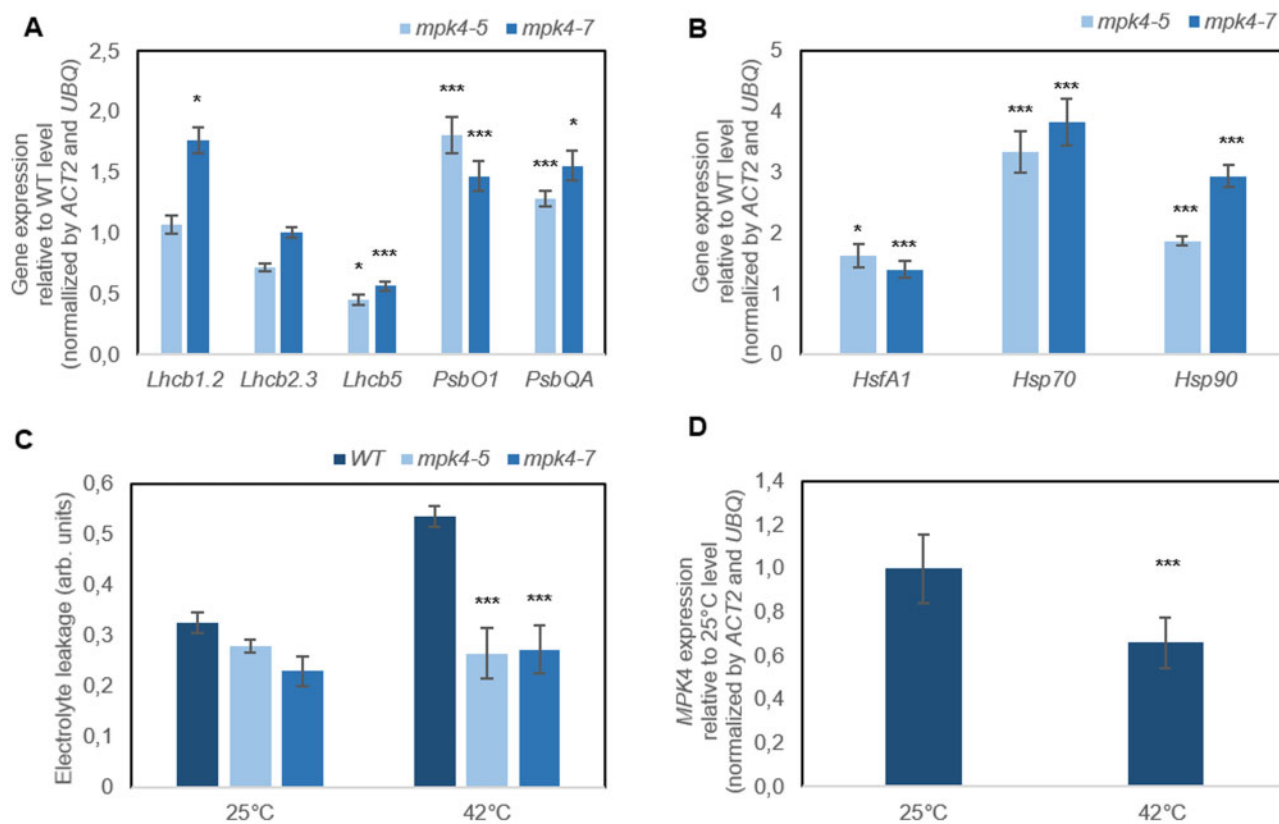 A
mpk4-5 mpk4-7
Gene expression
relative to WT level
(normallized by ACT2 and UBQ)
2,5
2,0
1,5
1,0
0,5
0,0
*
* ***
*** ***
*** *
Lhcb1.2 Lhcb2.3 Lhcb5 PsbO1 PsbQA
B
mpk4-5 mpk4-7
Gene expression
relative to WT level
(normalized by ACT2 and UBQ)
5
4
3
2
1
0
* ***
*** ***
*** ***
HsfA1 Hsp70 Hsp90
C
WT mpk4-5 mpk4-7
Electrolyte leakage (arb. units)
0,6
0,5
0,4
0,3
0,2
0,1
0
*** ***
25°C 42°C
D
MPK4 expression
relative to 25°C level
(normalized by ACT2 and UBQ)
1,4
1,2
1,0
0,8
0,6
0,4
0,2
0,0
***
25°C 42°C